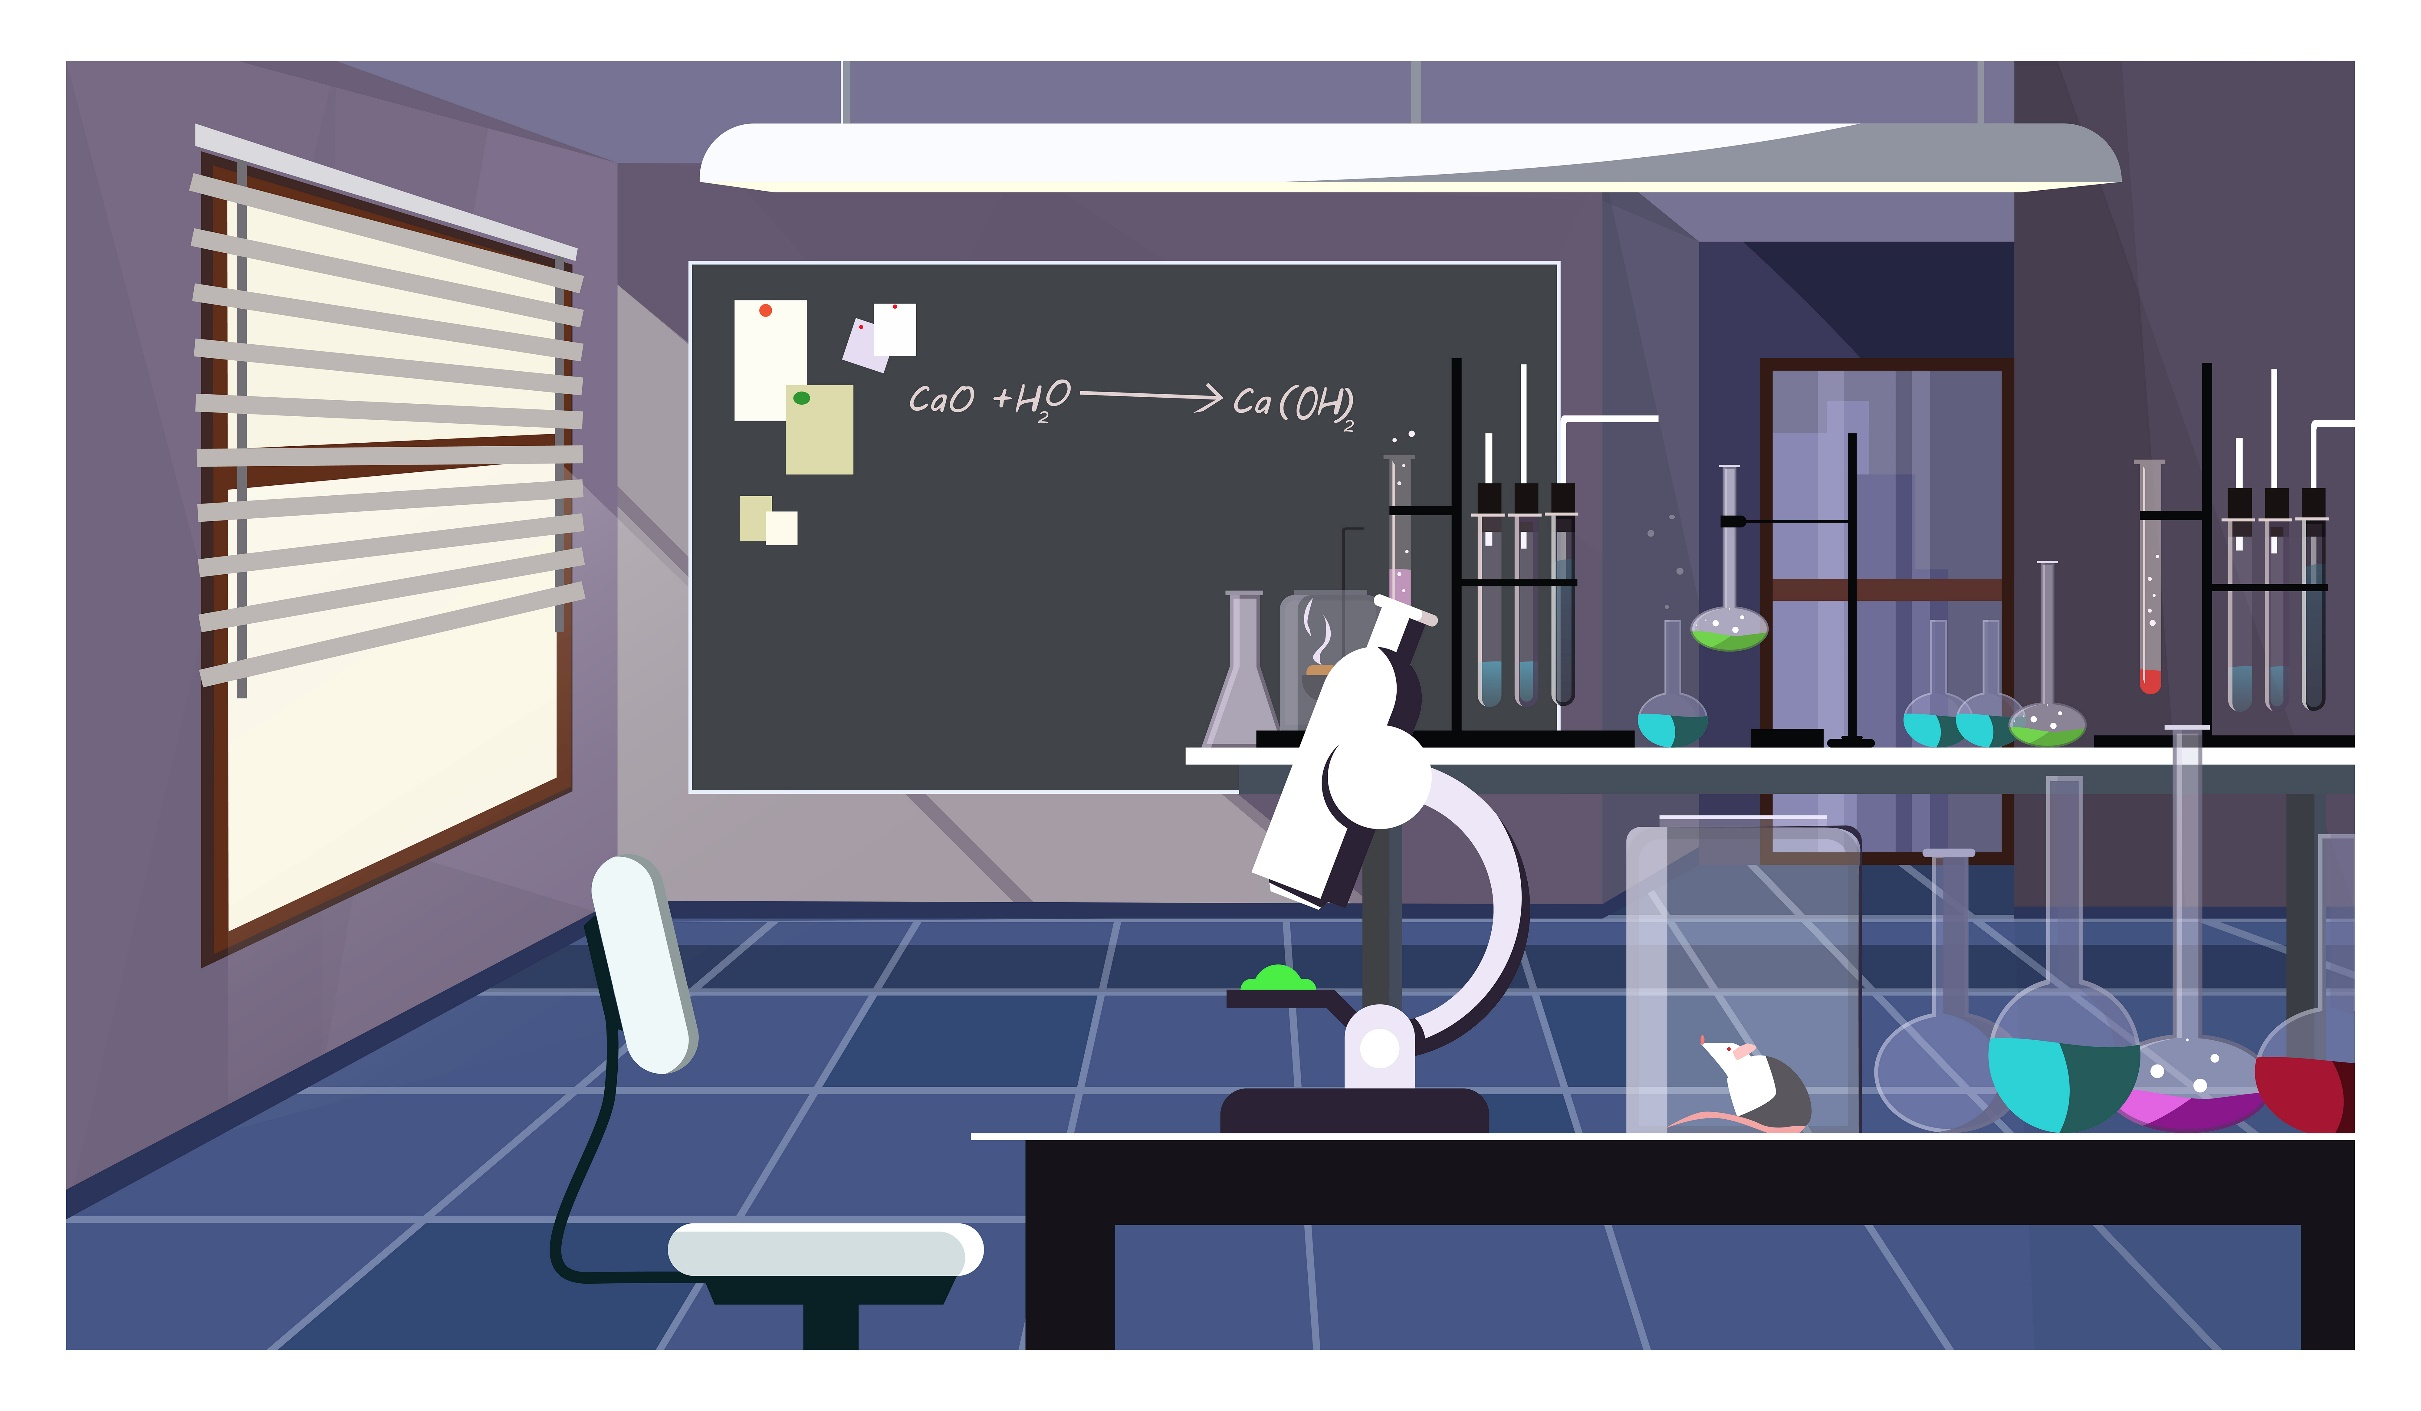 CaO + H₂O ⟶ Ca(OH)₂